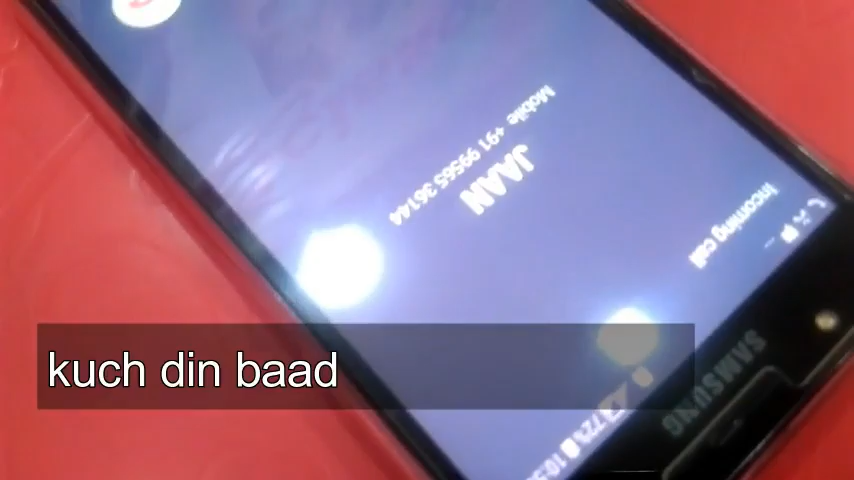 Incoming call
JAAN
Mobile +91 99565 36144
SAMSUNG
kuch din baad